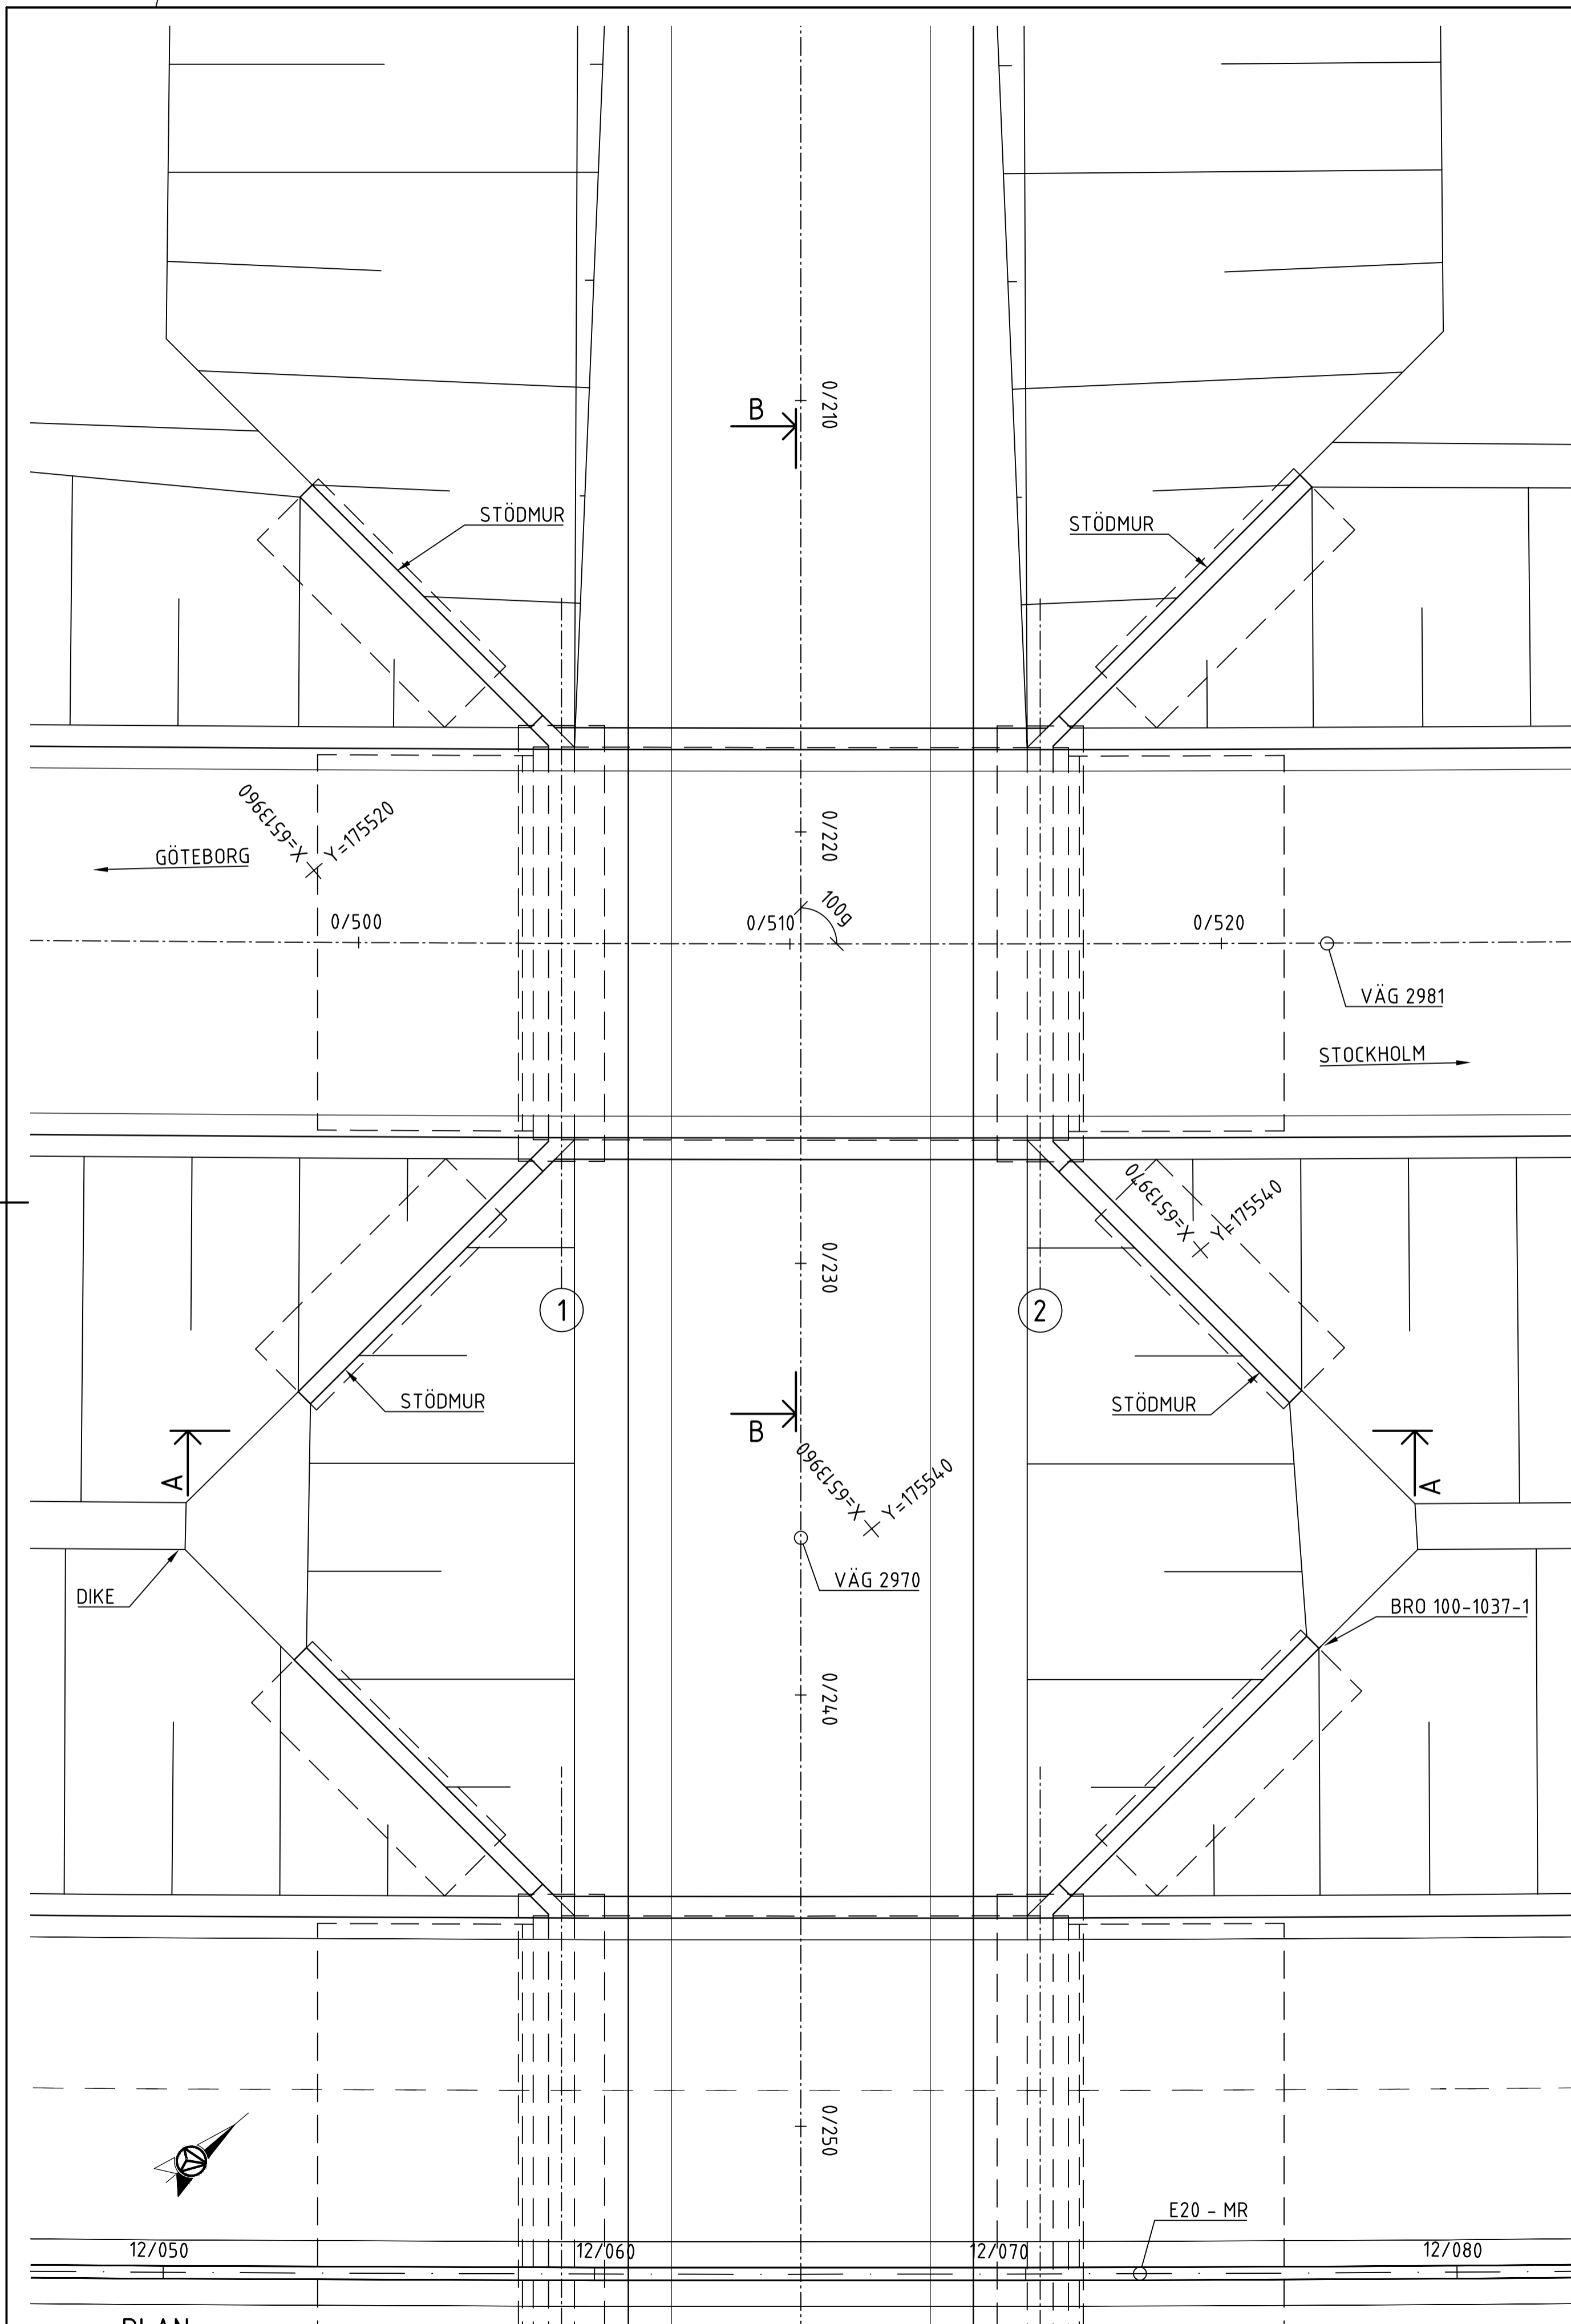 0/210
B
STÖDMUR
STÖDMUR
X=6513960
Y=175520
0/220
GÖTEBORG
100g
0/500
0/510
0/520
VÄG 2981
STOCKHOLM
X=6513970
Y=175540
0/230
1
2
STÖDMUR
STÖDMUR
B
A
A
X=6513960
Y=175540
VÄG 2970
DIKE
BRO 100-1037-1
0/240
0/250
E20 - MR
12/050
12/060
12/070
12/080
PLAN